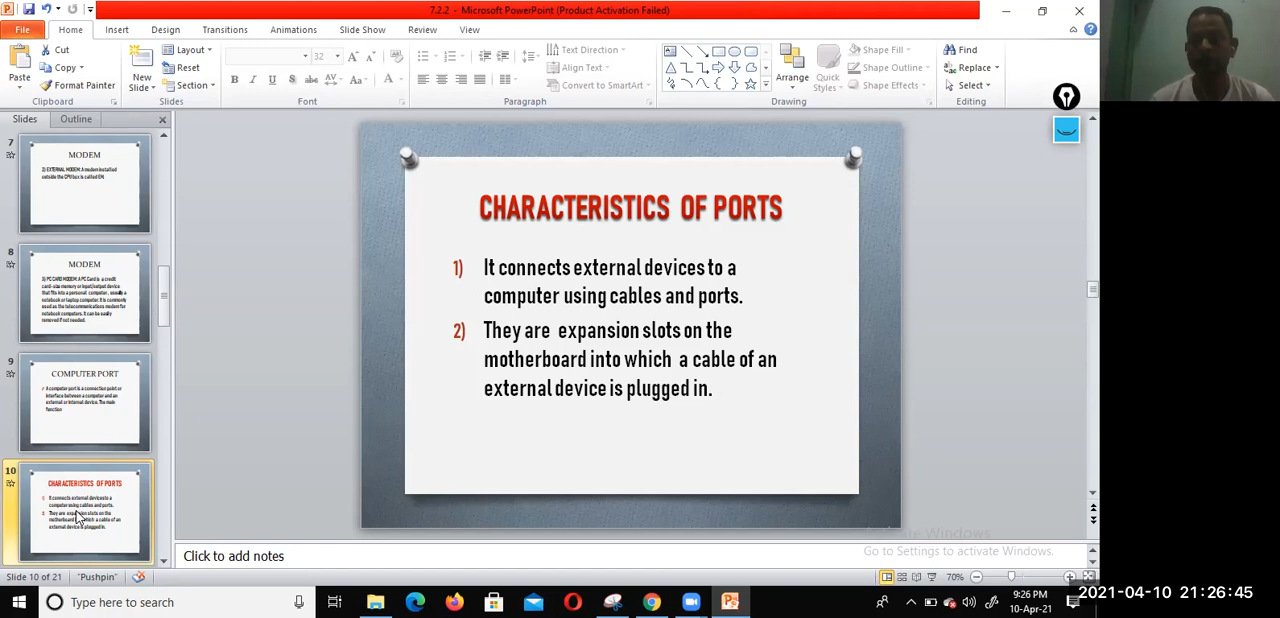 7.2.2 - Microsoft PowerPoint (Product Activation Failed)
File Home Insert Design Transitions Animations Slide Show Review View
Paste Cut Copy Format Painter
Clipboard
New Slide Layout Reset Section
Slides
32
B I U S abc AV Aa A
Font
Text Direction
Align Text
Convert to SmartArt
Paragraph
Arrange Quick Styles
Shape Fill
Shape Outline
Shape Effects
Drawing
Find
Replace
Select
Editing
Slides Outline
7
MODEM
2) EXTERNAL MODEM: A modem installed
outside the CPU box is called EM.
8
MODEM
3) PC CARD MODEM: A PC Card is a credit
card-size memory or input/output device
that fits into a personal computer, usually a
notebook or laptop computer. It is commonly
used as the telecommunications modem for
notebook computers. It can be easily
removed if not needed.
9
COMPUTER PORT
A computer port is a connection point or
interface between a computer and an
external or internal device. The main
function
10
CHARACTERISTICS OF PORTS
It connects external devices to a
computer using cables and ports.
They are expansion slots on the
motherboard into which a cable of an
external device is plugged in.
CHARACTERISTICS OF PORTS
1) It connects external devices to a
computer using cables and ports.
2) They are expansion slots on the
motherboard into which a cable of an
external device is plugged in.
Go to Settings to activate Windows.
Click to add notes
Slide 10 of 21 "Pushpin" 70%
Type here to search
9:26 PM
10-Apr-21
2021-04-10 21:26:45